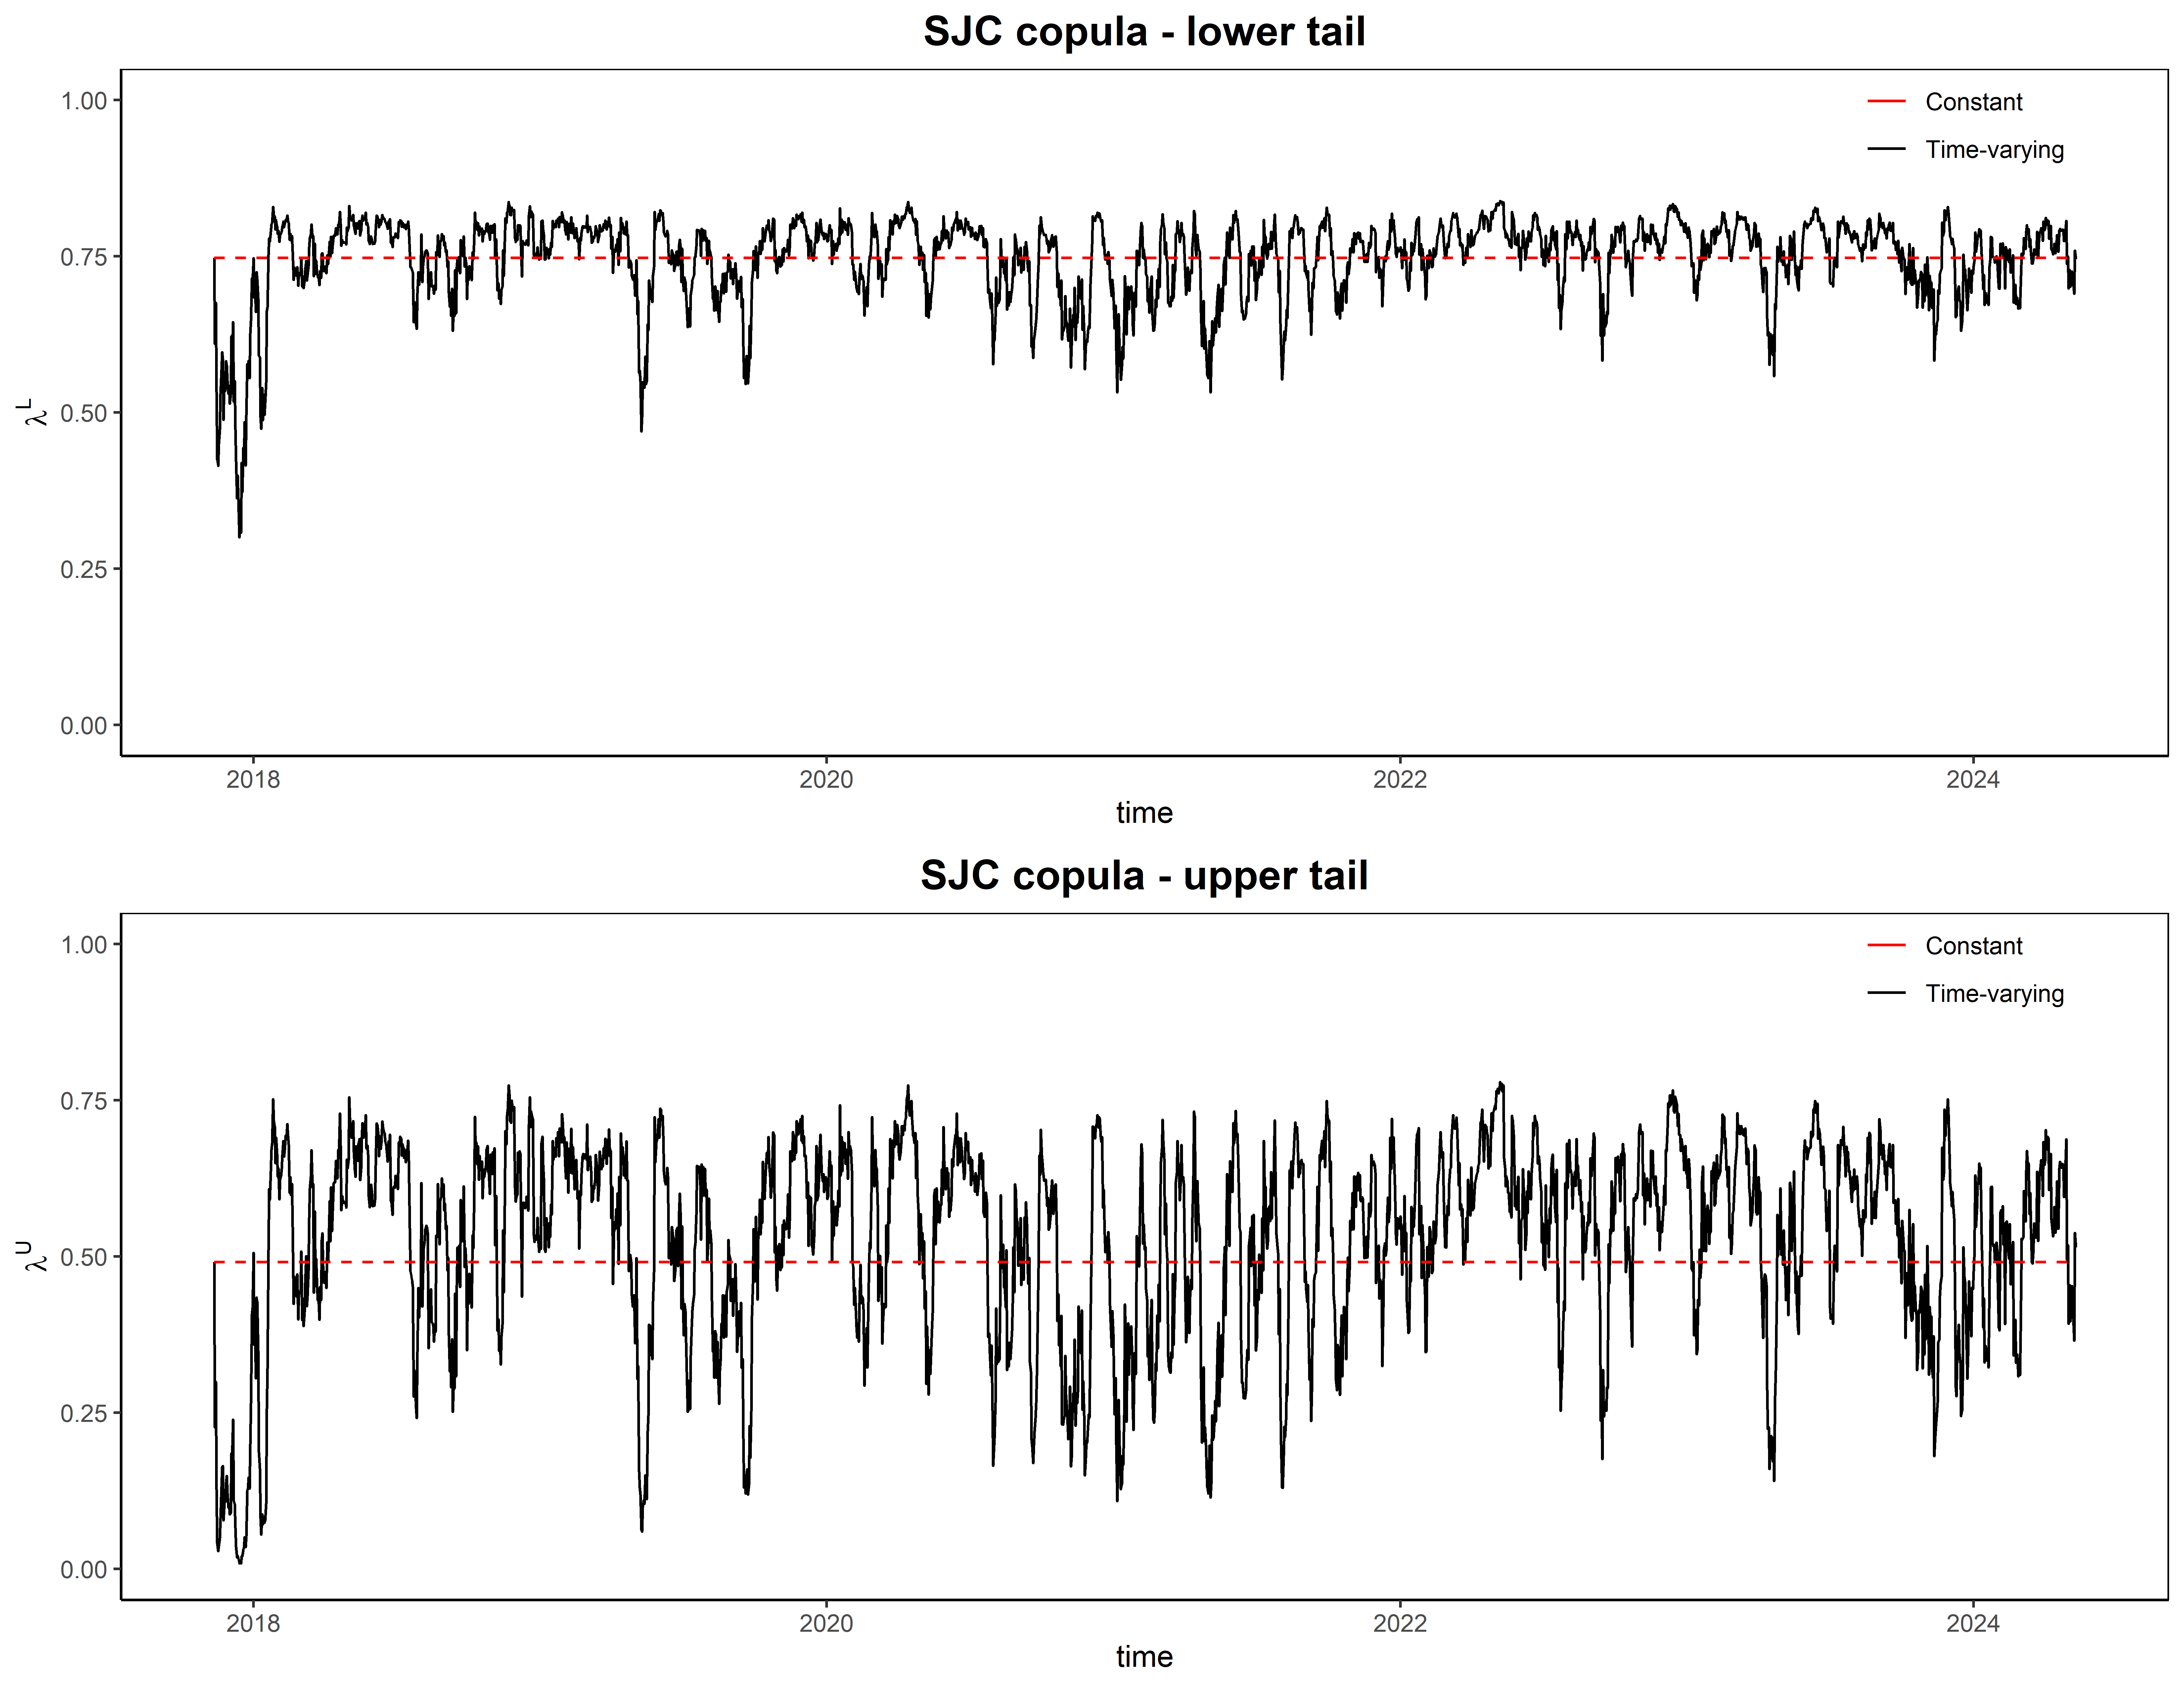 SJC copula - lower tail
1.00
0.75
0.50
0.25
0.00
λL
Constant
Time-varying
2018 2020 2022 2024
time
SJC copula - upper tail
1.00
0.75
0.50
0.25
0.00
λU
Constant
Time-varying
2018 2020 2022 2024
time